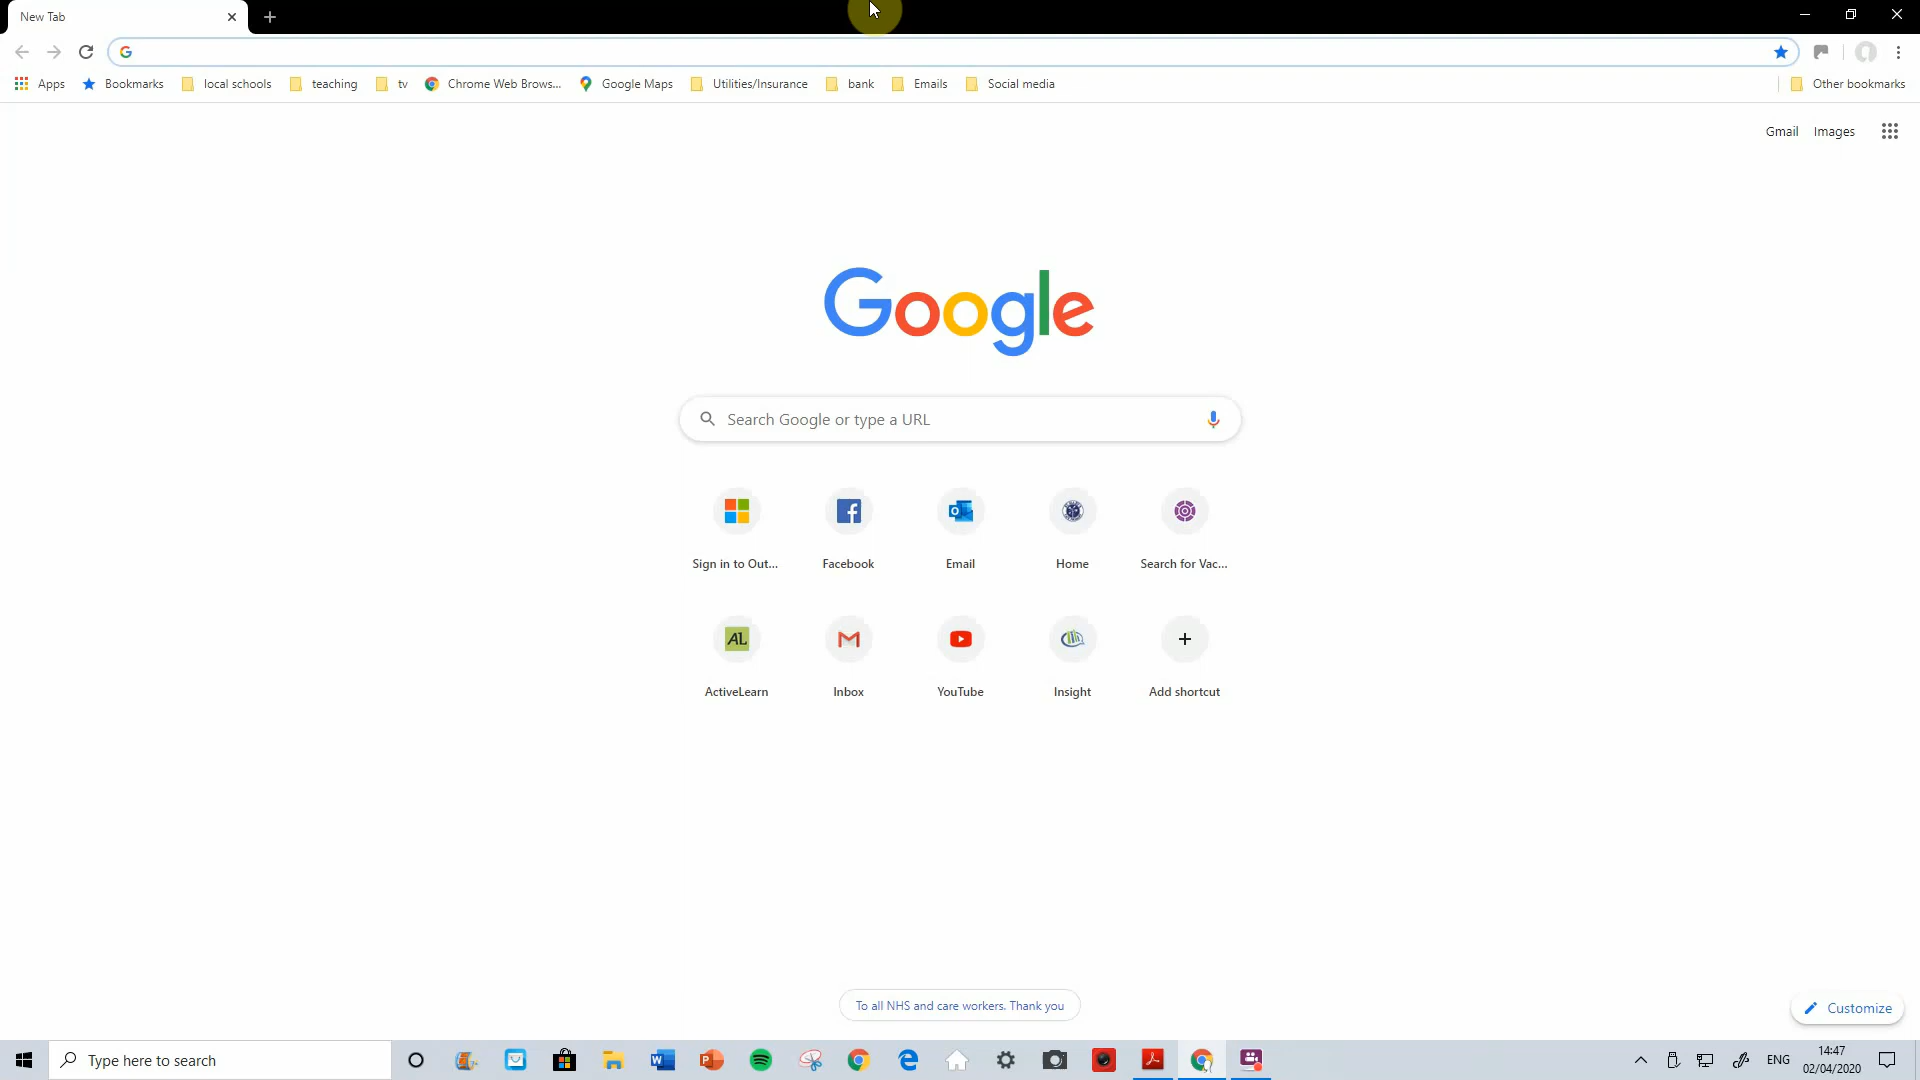 New Tab
Apps Bookmarks local schools teaching tv Chrome Web Brows... Google Maps Utilities/Insurance bank Emails Social media Other bookmarks
Gmail Images
Google
Search Google or type a URL
Sign in to Out... Facebook Email Home Search for Vac...
AL
ActiveLearn Inbox YouTube Insight Add shortcut
To all NHS and care workers. Thank you
Customize
Type here to search
ENG
14:47
02/04/2020